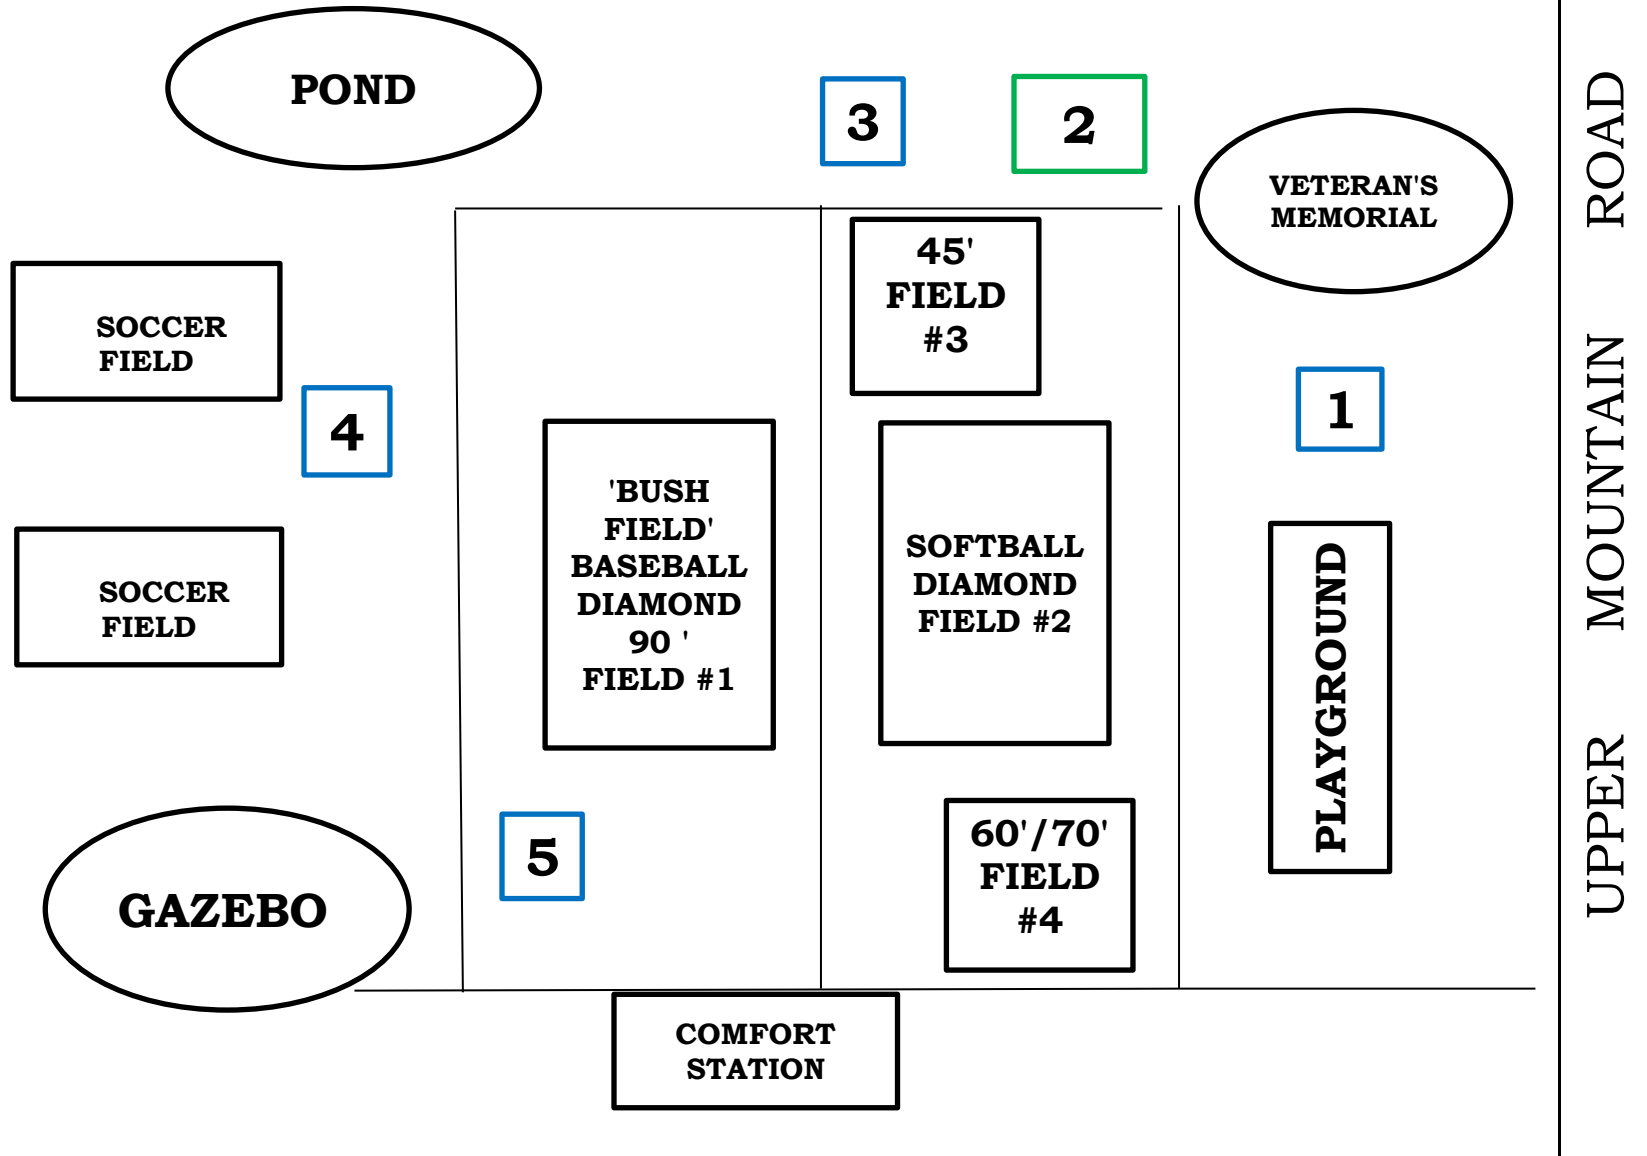 POND
3
2
VETERAN'S
MEMORIAL
45'
FIELD
#3
SOCCER
FIELD
4
1
'BUSH
FIELD'
BASEBALL
DIAMOND
90 '
FIELD #1
SOFTBALL
DIAMOND
FIELD #2
SOCCER
FIELD
PLAYGROUND
5
60'/70'
FIELD
#4
GAZEBO
COMFORT
STATION
UPPER MOUNTAIN ROAD